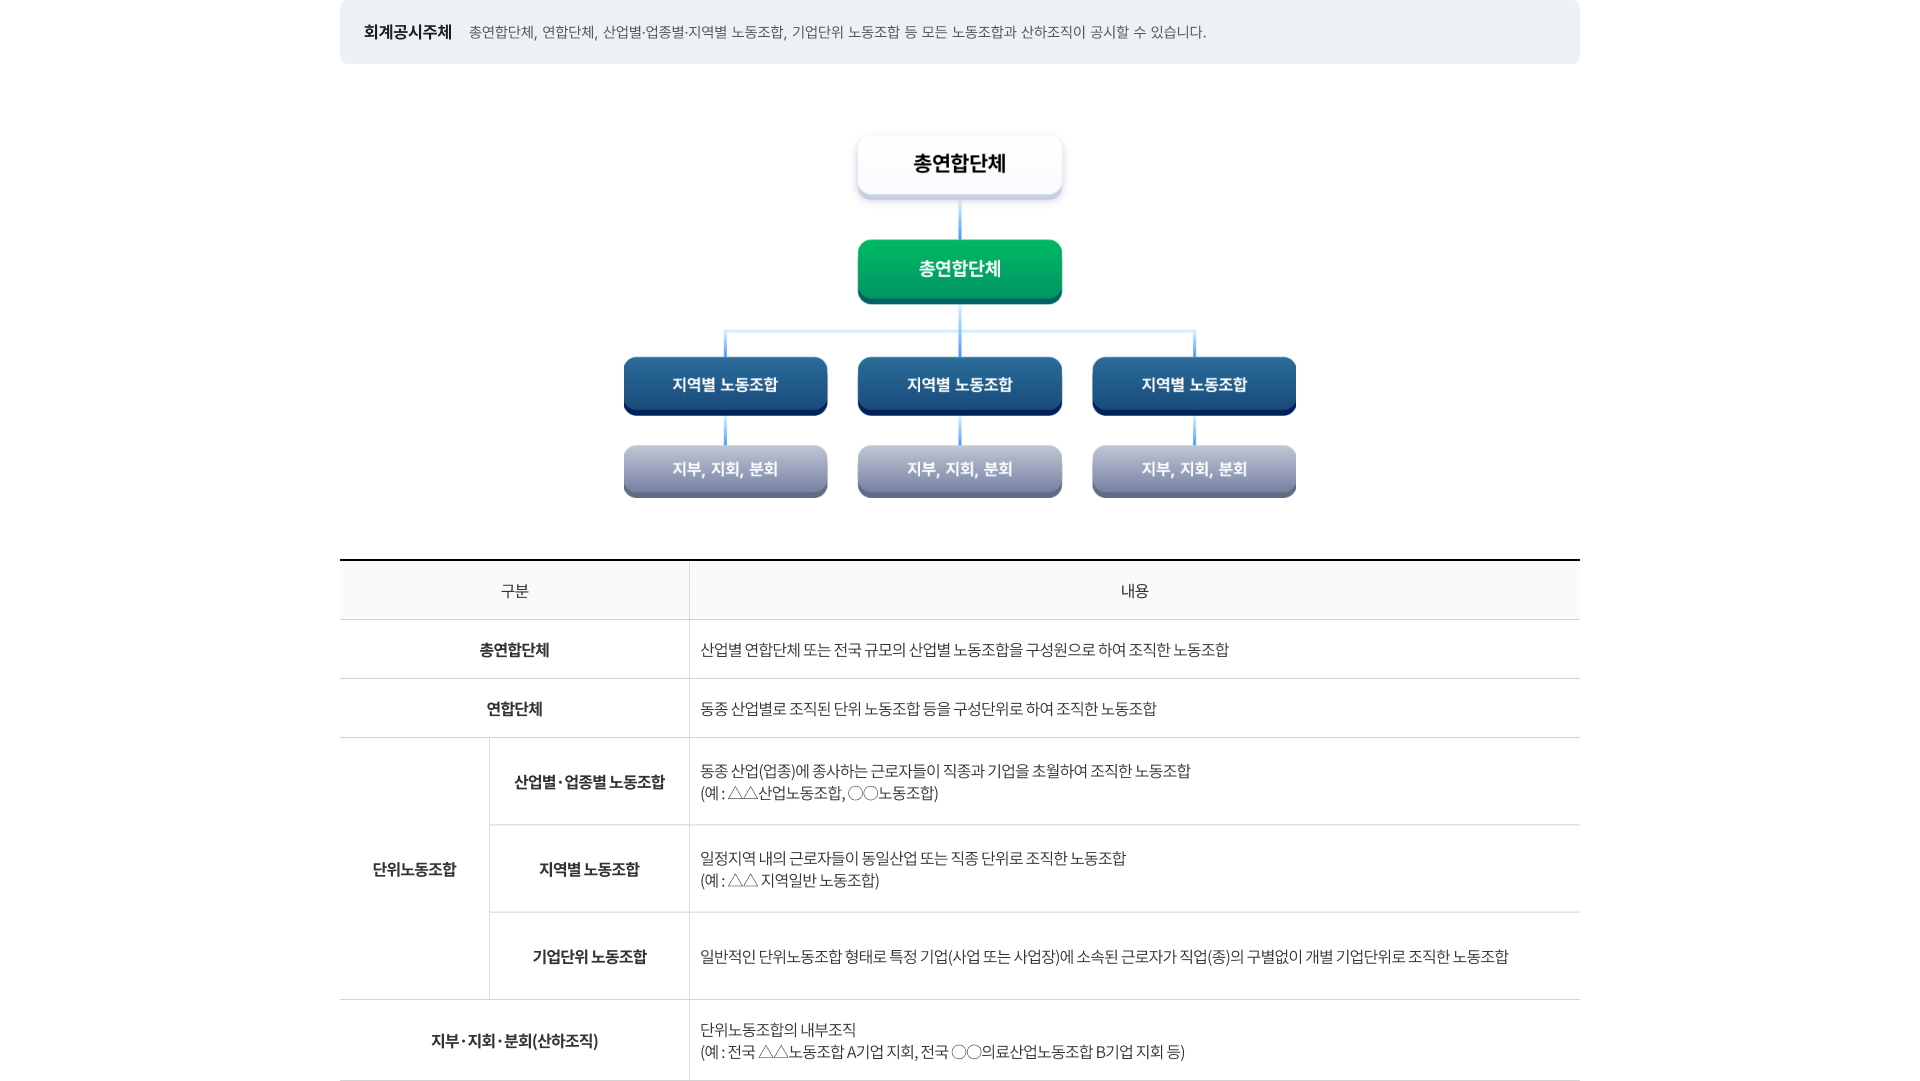 회계공시주체 총연합단체, 연합단체, 산업별·업종별·지역별 노동조합, 기업단위 노동조합 등 모든 노동조합과 산하조직이 공시할 수 있습니다.
총연합단체
총연합단체
지역별 노동조합 지역별 노동조합 지역별 노동조합
지부, 지회, 분회 지부, 지회, 분회 지부, 지회, 분회
구분 내용
총연합단체 산업별 연합단체 또는 전국 규모의 산업별 노동조합을 구성원으로 하여 조직한 노동조합
연합단체 동종 산업별로 조직된 단위 노동조합 등을 구성단위로 하여 조직한 노동조합
단위노동조합
산업별·업종별 노동조합
동종 산업(업종)에 종사하는 근로자들이 직종과 기업을 초월하여 조직한 노동조합
(예 : △△산업노동조합, ○○노동조합)
지역별 노동조합
일정지역 내의 근로자들이 동일산업 또는 직종 단위로 조직한 노동조합
(예 : △△ 지역일반 노동조합)
기업단위 노동조합 일반적인 단위노동조합 형태로 특정 기업(사업 또는 사업장)에 소속된 근로자가 직업(종)의 구별없이 개별 기업단위로 조직한 노동조합
지부·지회·분회(산하조직)
단위노동조합의 내부조직
(예 : 전국 △△노동조합 A기업 지회, 전국 ○○의료산업노동조합 B기업 지회 등)